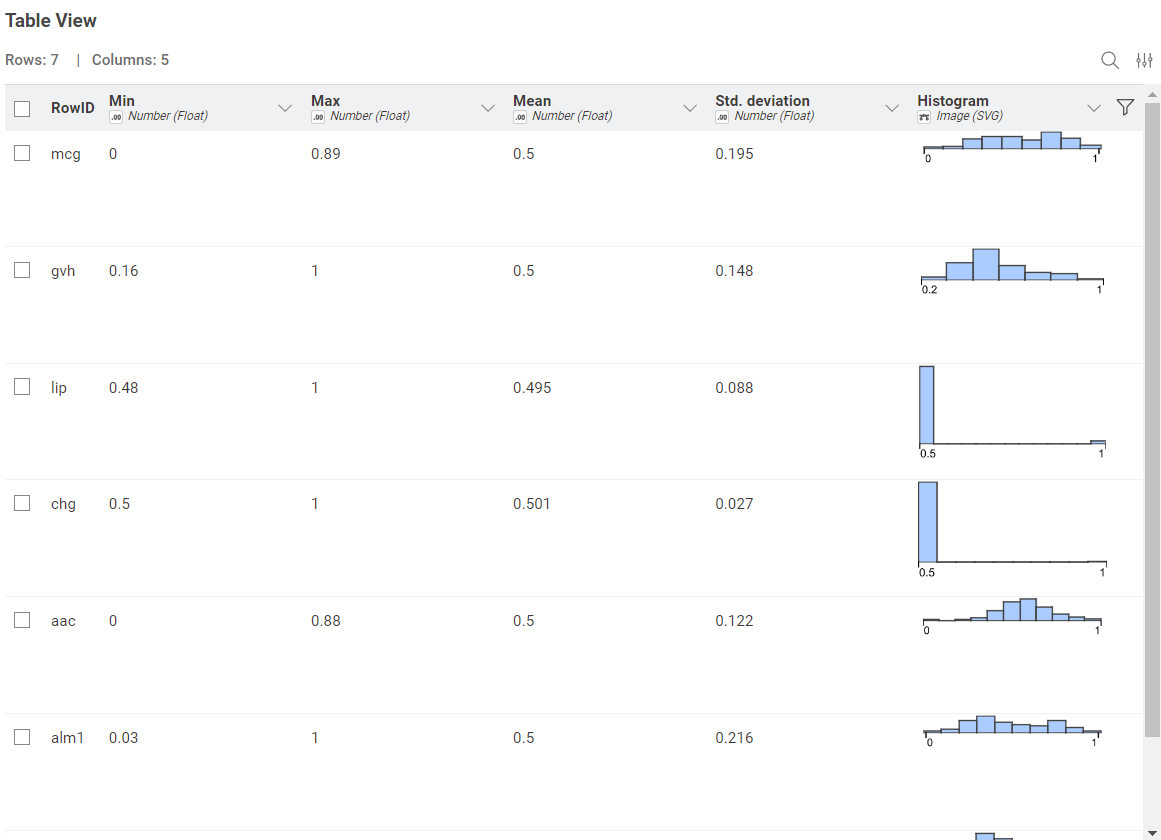 Table View
Rows: 7 | Columns: 5
RowID Min Max Mean Std. deviation Histogram
.00 Number (Float) .00 Number (Float) .00 Number (Float) .00 Number (Float) Image (SVG)
mcg 0 0.89 0.5 0.195
0 1
gvh 0.16 1 0.5 0.148
0.2 1
lip 0.48 1 0.495 0.088
0.5 1
chg 0.5 1 0.501 0.027
0.5 1
aac 0 0.88 0.5 0.122
0 1
alm1 0.03 1 0.5 0.216
0 1